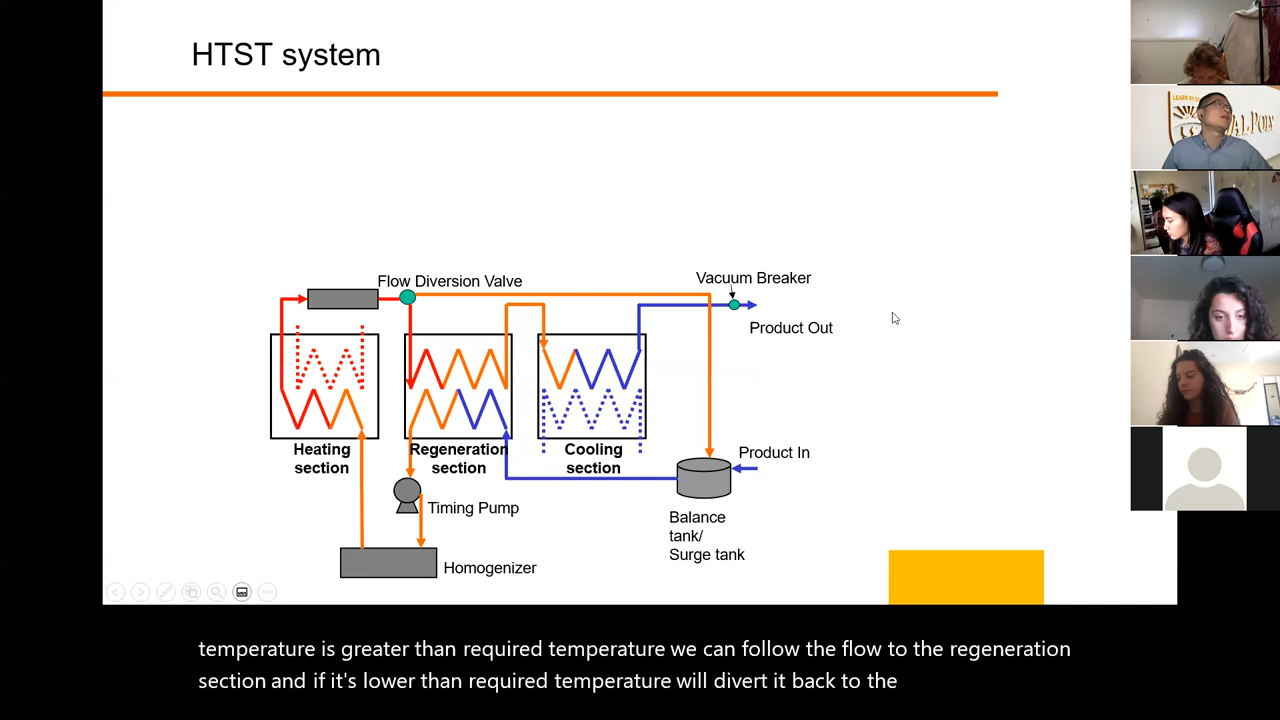 HTST system
Flow Diversion Valve
Vacuum Breaker
Product Out
Heating
section
Regeneration
section
Cooling
section
Product In
Timing Pump
Balance
tank/
Surge tank
Homogenizer
temperature is greater than required temperature we can follow the flow to the regeneration
section and if it's lower than required temperature will divert it back to the